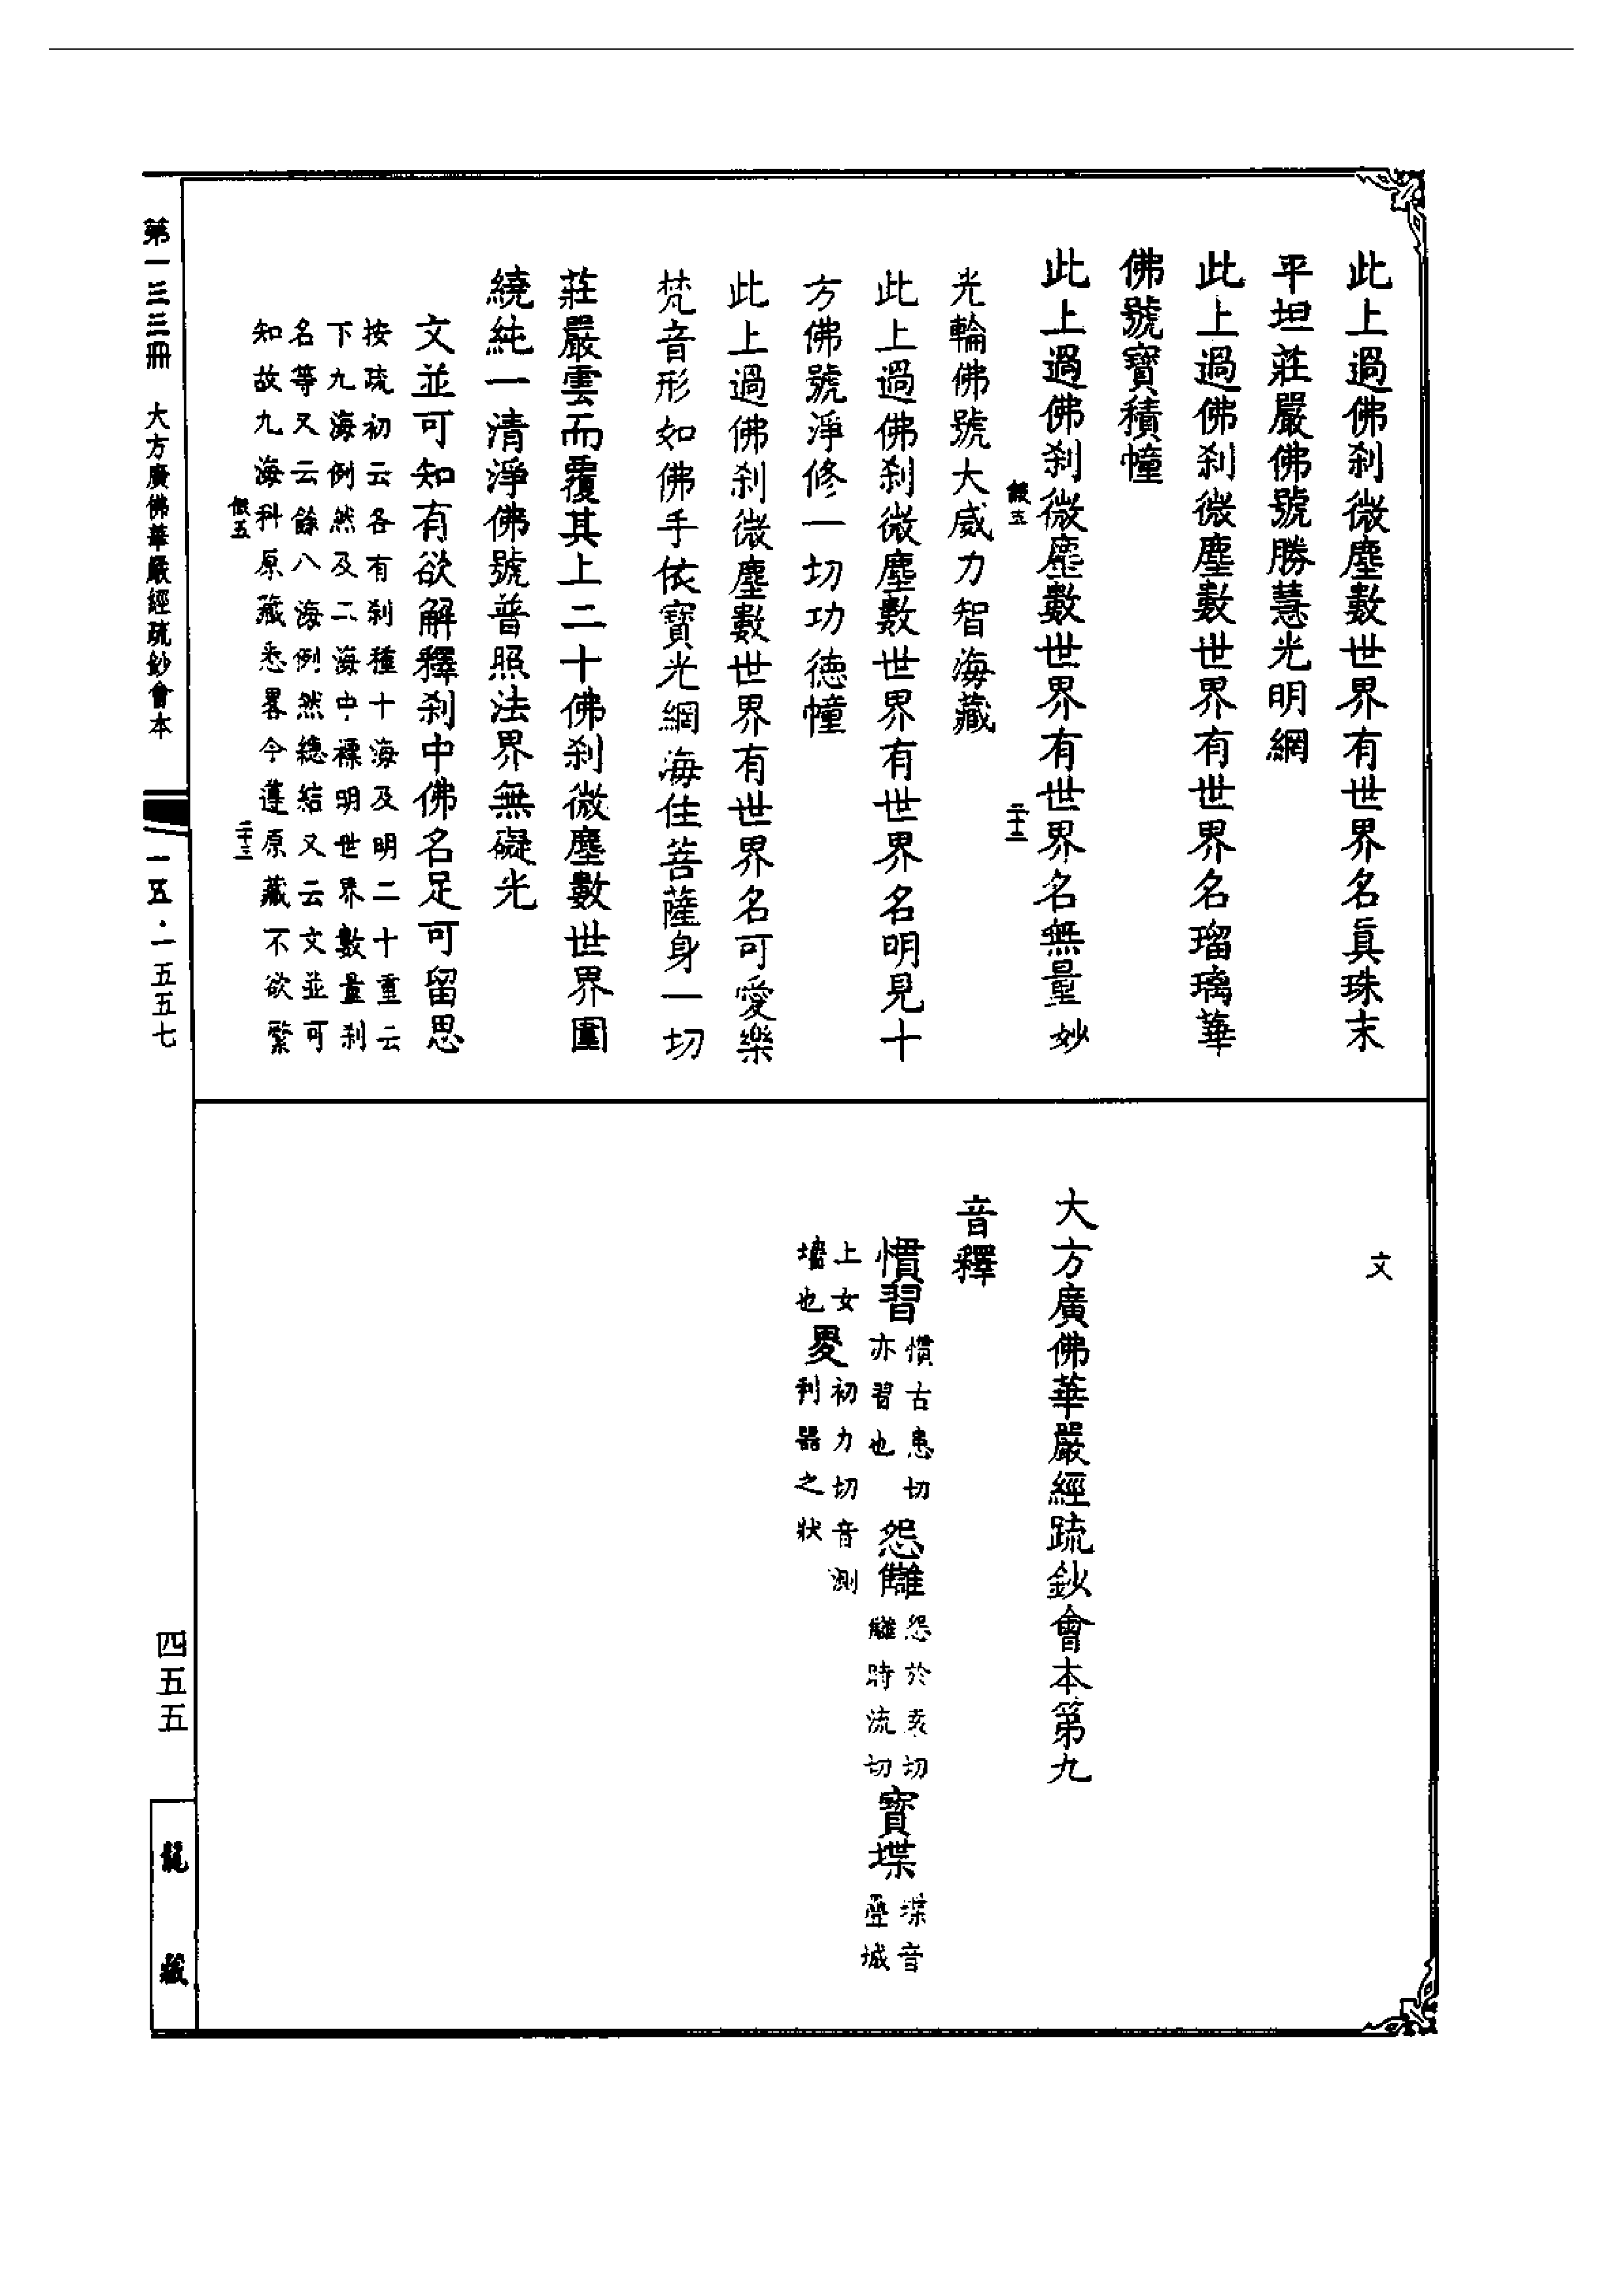 此上過佛刹微塵數世界有世界名眞珠末
平坦莊嚴佛號勝慧光明網
此上過佛刹微塵數世界有世界名瑠璃華
佛號寶積幢
此上過佛刹微塵數世界有世界名無量妙
光輪佛號大威力智海藏
此上過佛刹微塵數世界有世界名明見十
方佛號淨修一切功德幢
此上過佛刹微塵數世界有世界名可愛樂
梵音形如佛手依寶光網海住菩薩身一切
莊嚴雲而覆其上二十佛刹微塵數世界圍
繞純一清淨佛號普照法界無礙光
文並可知有欲解釋刹中佛名足可留思
按疏初云各有刹種十海及明二十重云
下九海例然及二海中標明世界數量刹
名等又云餘八海例然總結又云文並可
知故九海科原藏悉畧今遵原藏不欲繁
文
大方廣佛華嚴經疏鈔會本第九
音釋
慣習
慣古患切
亦習也
怨讎
怨於袁切
讎時流切
寶堞
堞音
疊城
上女
墻也
畟
初力切音測
利器之狀
第一三三冊 大方廣佛華嚴經疏鈔會本
一五五七
四五五
龍藏